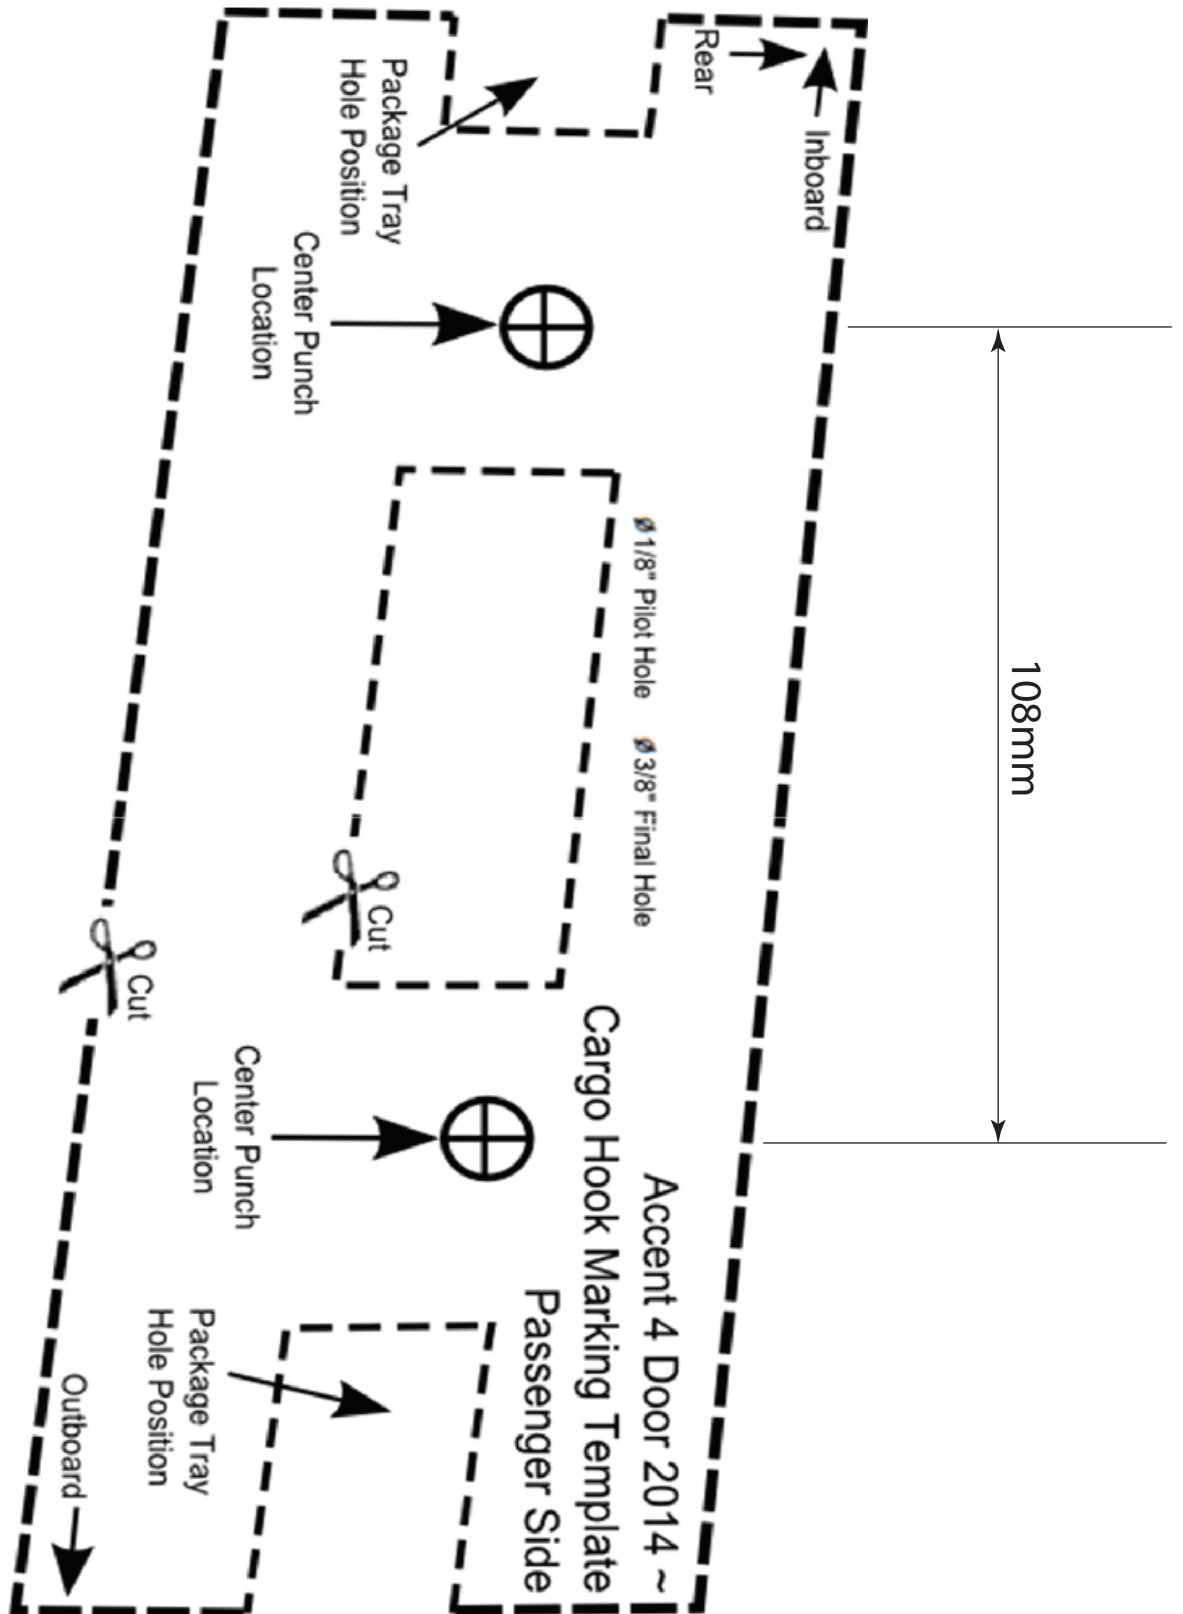 Rear
Inboard
Package Tray
Hole Position
Center Punch
Location
108mm
ø1/8" Pilot Hole ø3/8" Final Hole
Cut
Cut
Accent 4 Door 2014 ~
Cargo Hook Marking Template
Passenger Side
Center Punch
Location
Package Tray
Hole Position
Outboard